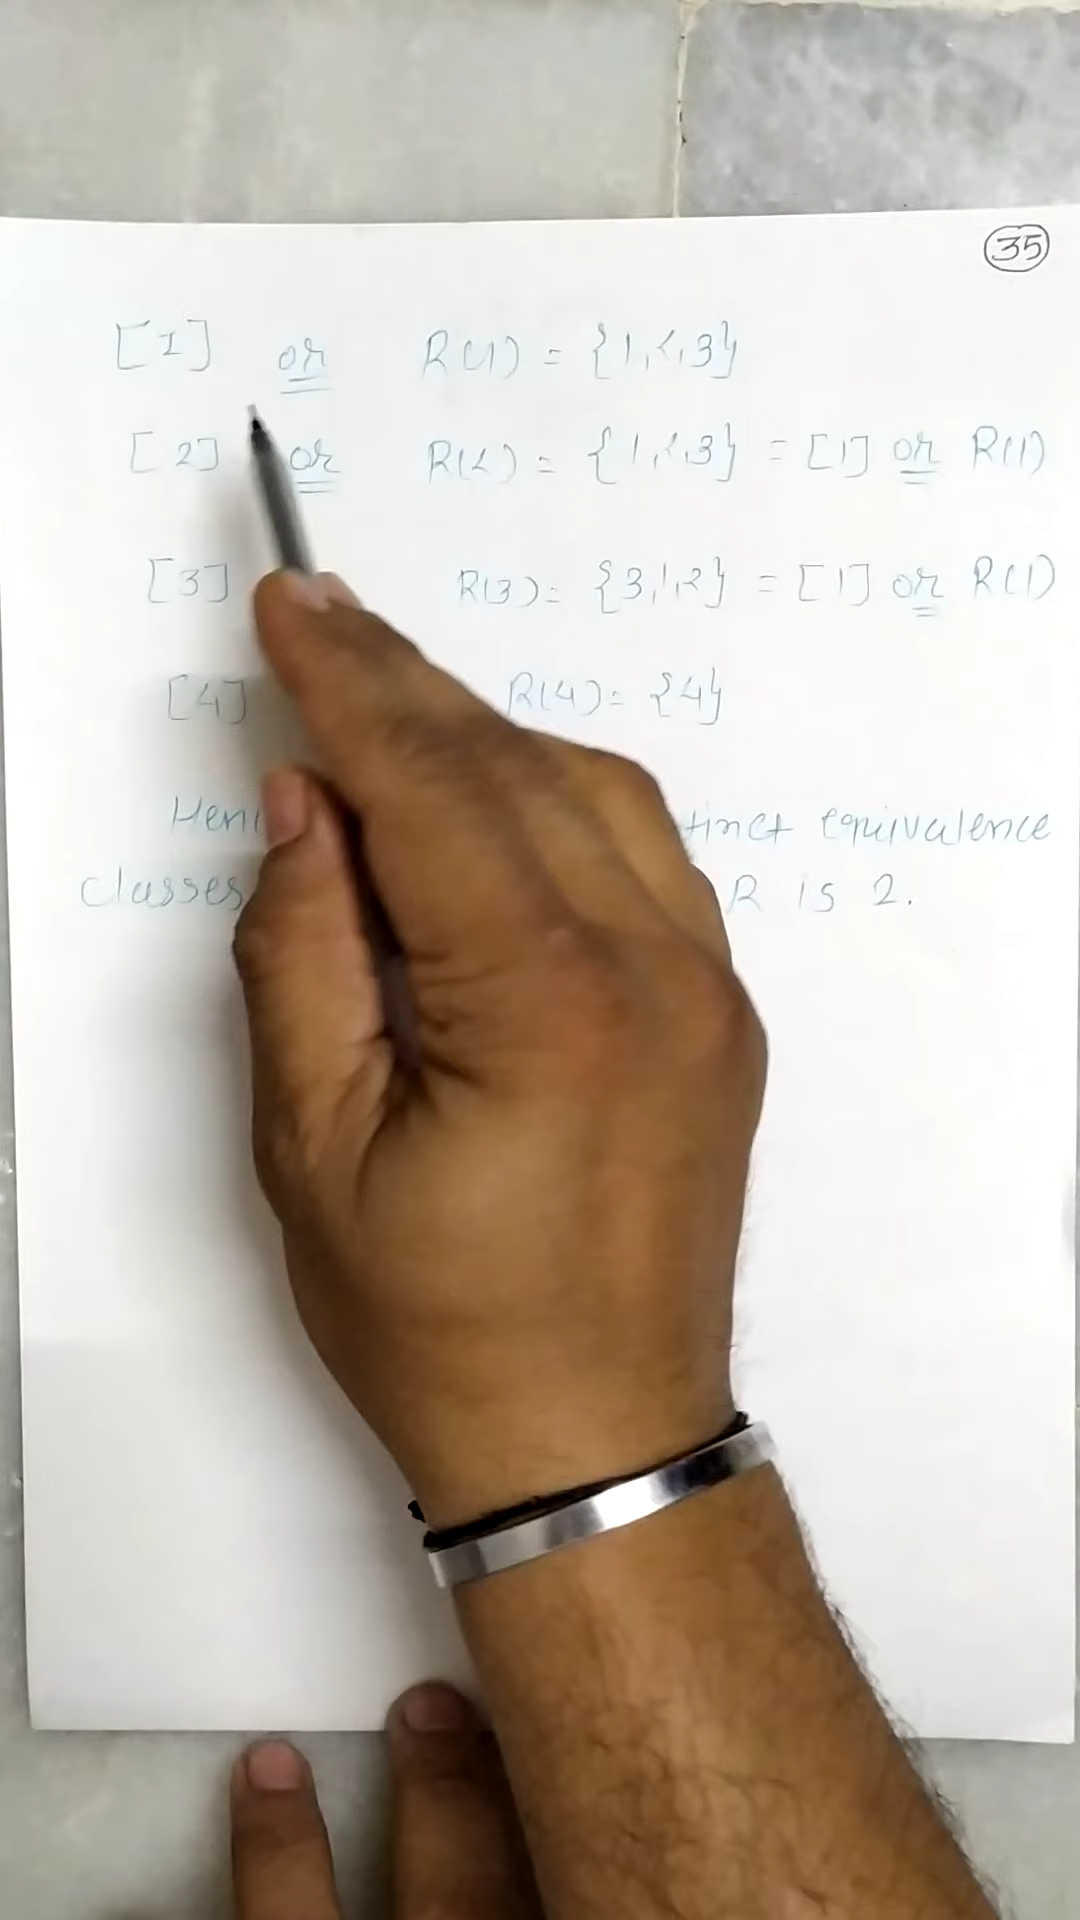 35
[1] or R(1) = {1,2,3}
[2] or R(2) = {1,2,3} = [1] or R(1)
[3] R(3) = {3,1,2} = [1] or R(1)
[4] R(4) = {4}
equivalence
classes R is 2.